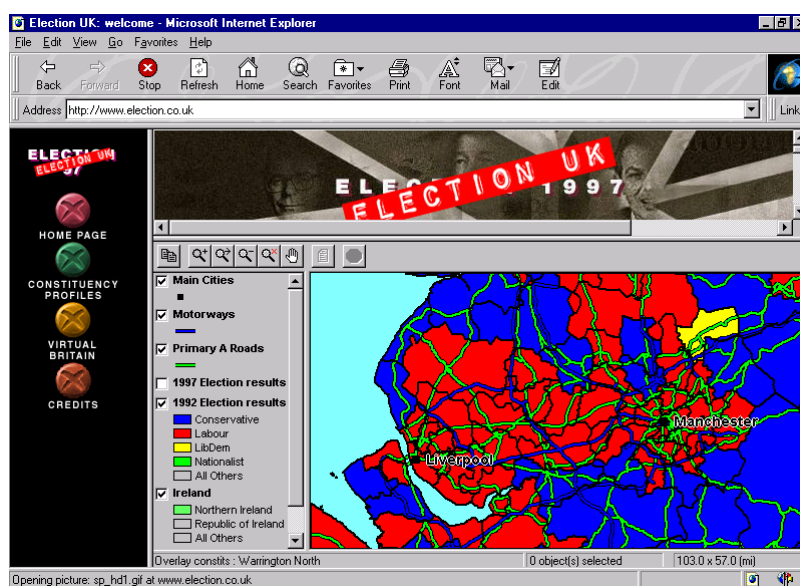 Election UK: welcome - Microsoft Internet Explorer
File Edit View Go Favorites Help
Back Forward Stop Refresh Home Search Favorites Print Font Mail Edit
Address http://www.election.co.uk
Link
ELECTION
ELECTION UK
97
HOME PAGE
CONSTITUENCY
PROFILES
VIRTUAL
BRITAIN
CREDITS
ELECTION 1997
ELECTION UK
Main Cities
Motorways
Primary A Roads
1997 Election results
1992 Election results
Conservative
Labour
LibDem
Nationalist
All Others
Ireland
Northern Ireland
Republic of Ireland
All Others
Manchester
Liverpool
Overlay constits : Warrington North
0 object(s) selected
103.0 x 57.0 (mi)
Opening picture: sp_hd1.gif at www.election.co.uk